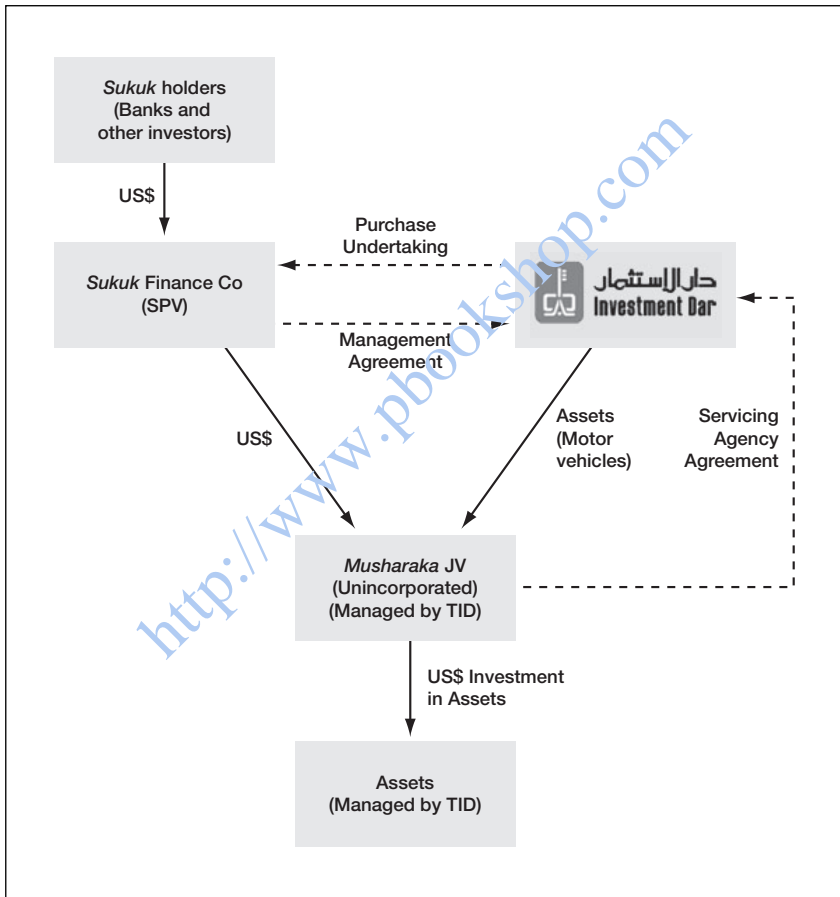 Sukuk holders
(Banks and
other investors)
US$
Purchase
Undertaking
Sukuk Finance Co
(SPV)
دار الإستثمار
Investment Dar
Management
Agreement
US$
Assets
(Motor
vehicles)
Servicing
Agency
Agreement
Musharaka JV
(Unincorporated)
(Managed by TID)
US$ Investment
in Assets
Assets
(Managed by TID)
http://www.pbookshop.com